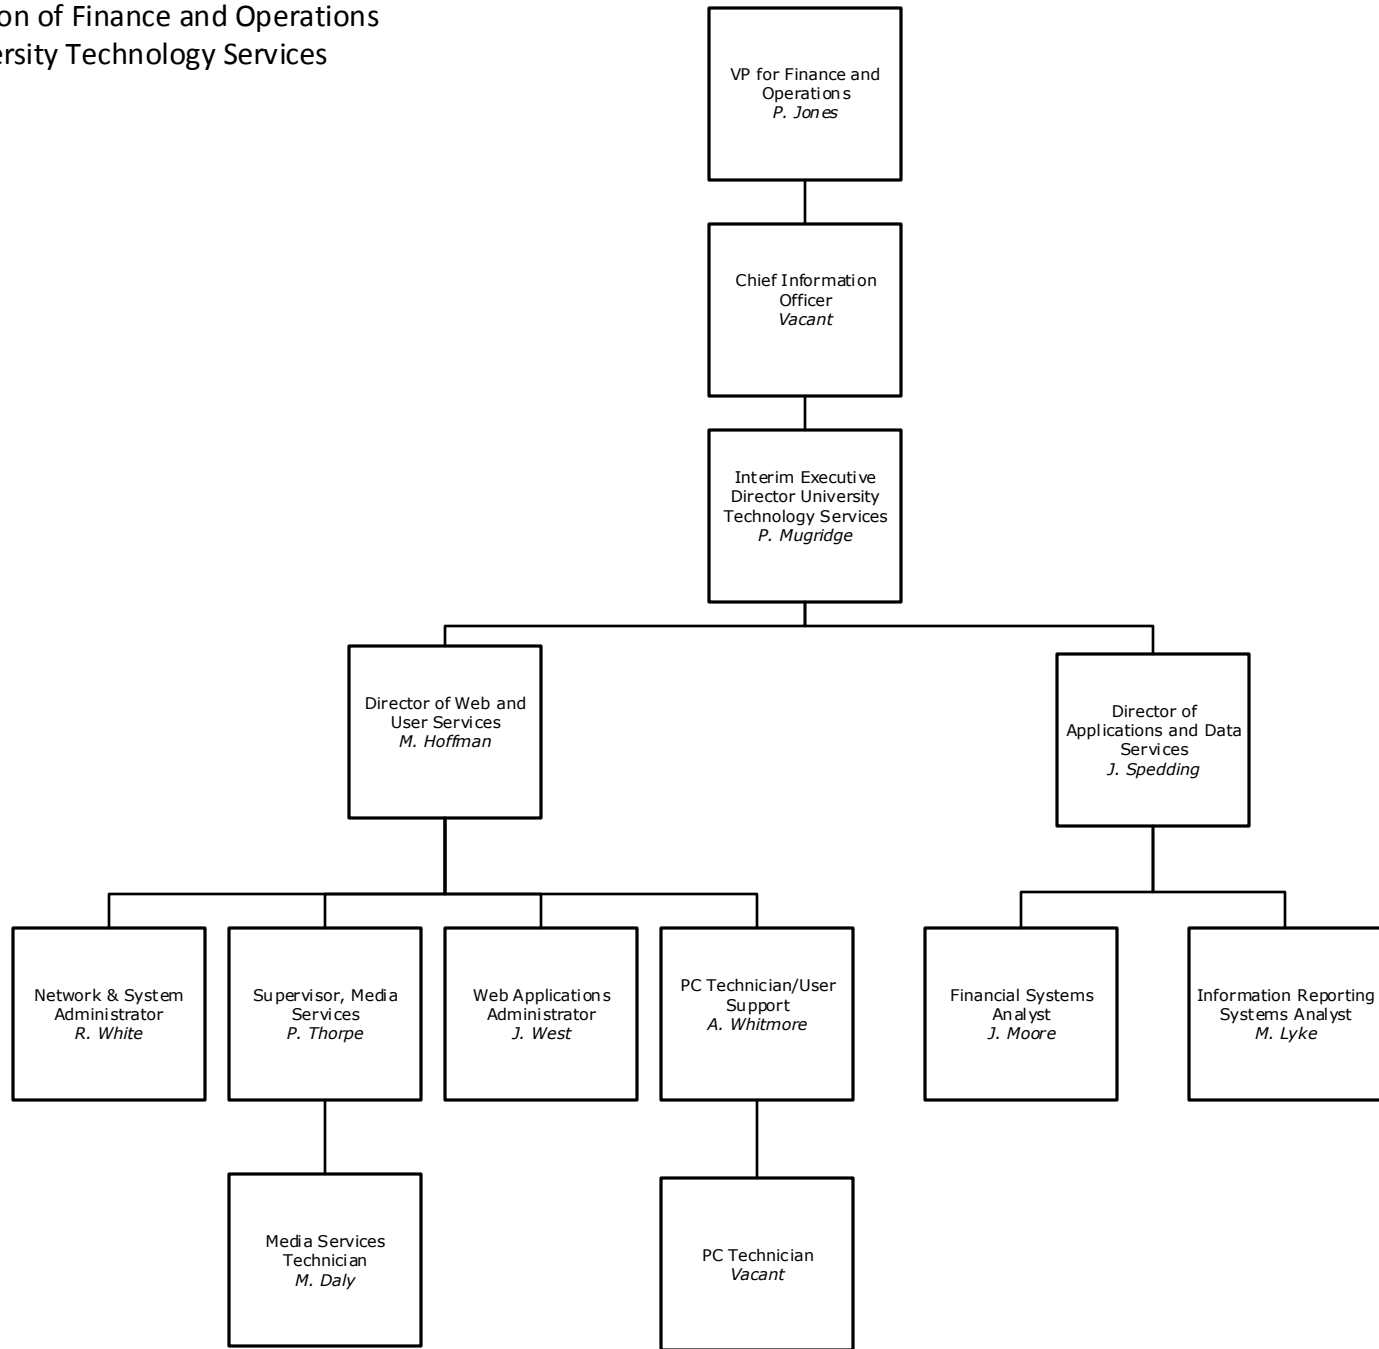 on of Finance and Operations
ersity Technology Services
VP for Finance and
Operations
P. Jones
Chief Information
Officer
Vacant
Interim Executive
Director University
Technology Services
P. Mugridge
Director of Web and
User Services
M. Hoffman
Director of
Applications and Data
Services
J. Spedding
Network & System
Administrator
R. White
Supervisor, Media
Services
P. Thorpe
Web Applications
Administrator
J. West
PC Technician/User
Support
A. Whitmore
Financial Systems
Analyst
J. Moore
Information Reporting
Systems Analyst
M. Lyke
Media Services
Technician
M. Daly
PC Technician
Vacant